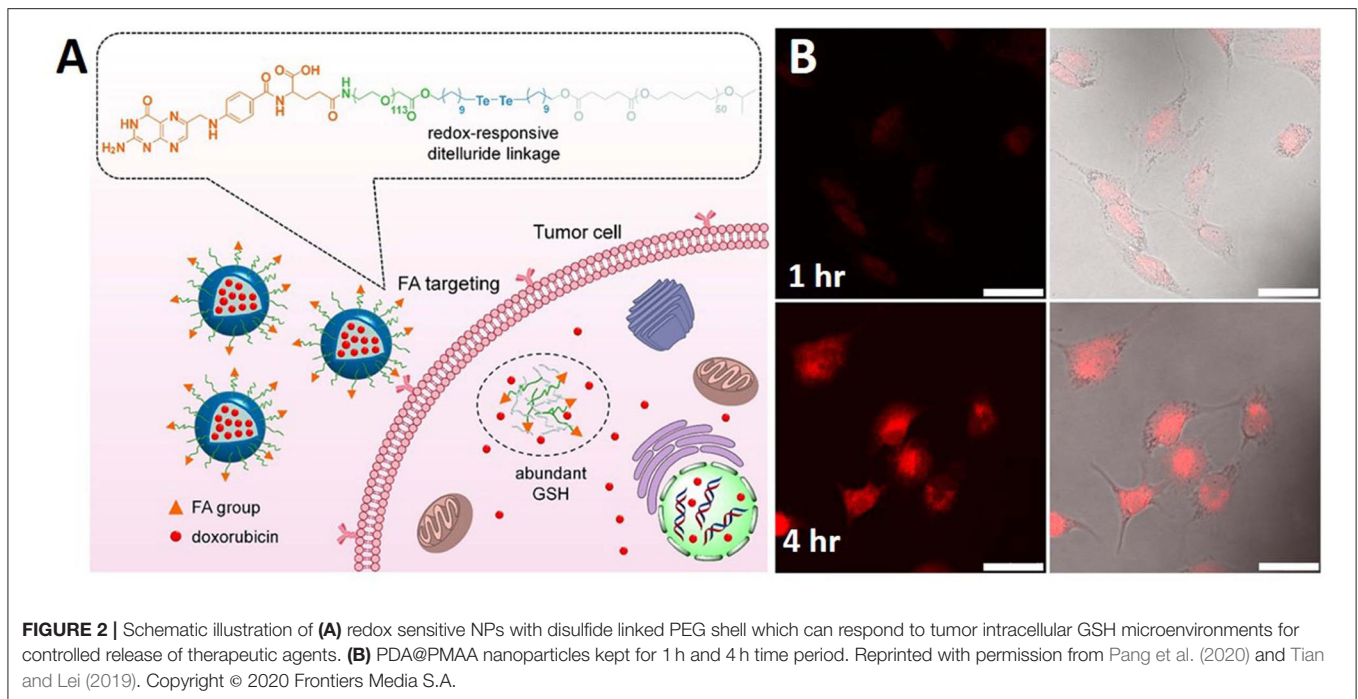 A
O
OH
O
N
H
O
H
N
O
113
O
O
9
Te-Te
9
O
O
O
O
O
50
O
O
HN
N
N
N
N
H
H₂N
redox-responsive
ditelluride linkage
Tumor cell
FA targeting
abundant
GSH
FA group
doxorubicin
B
1 hr
4 hr
FIGURE 2 | Schematic illustration of (A) redox sensitive NPs with disulfide linked PEG shell which can respond to tumor intracellular GSH microenvironments for
controlled release of therapeutic agents. (B) PDA@PMAA nanoparticles kept for 1 h and 4 h time period. Reprinted with permission from Pang et al. (2020) and Tian
and Lei (2019). Copyright © 2020 Frontiers Media S.A.